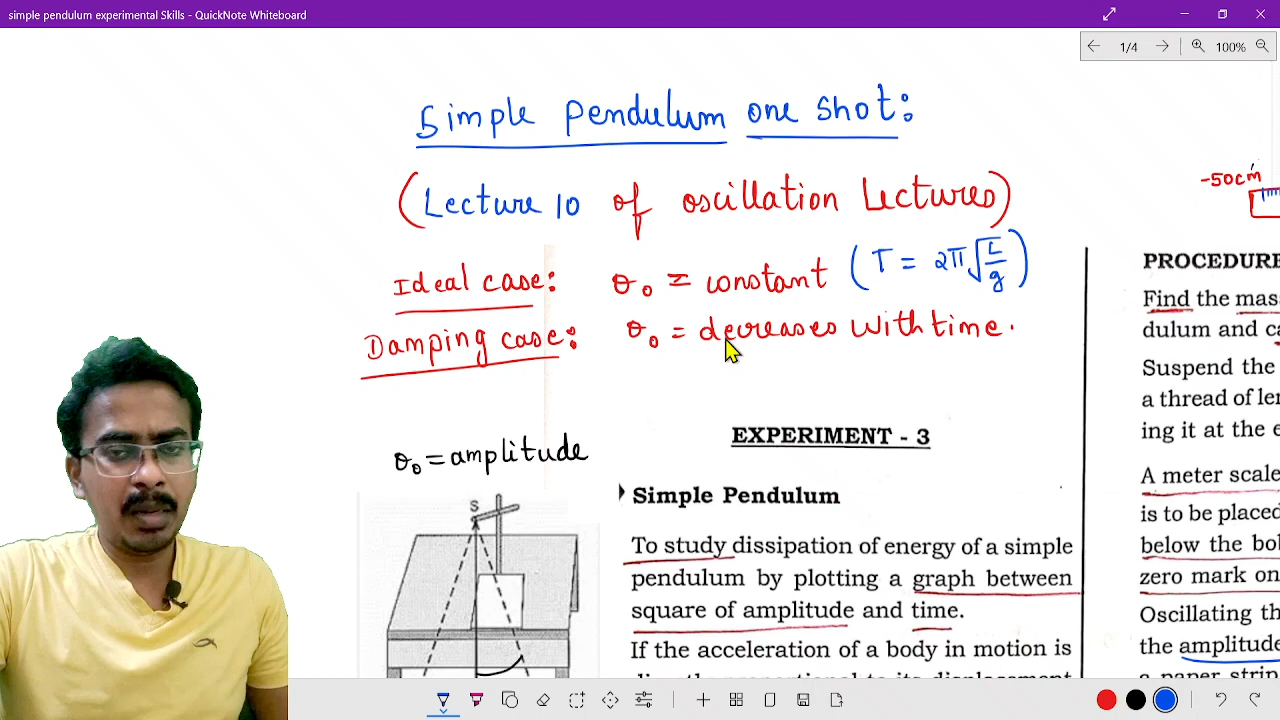 simple pendulum experimental Skills - QuickNote Whiteboard
1/4
100%
Simple Pendulum one shot:
(Lecture 10 of oscillation Lectures)
Ideal case: θ₀ = constant (T = 2π√L/g)
Damping case: θ₀ = decreases with time.
θ₀ = amplitude
S
EXPERIMENT - 3
Simple Pendulum
To study dissipation of energy of a simple
pendulum by plotting a graph between
square of amplitude and time.
If the acceleration of a body in motion is
-50cm
PROCEDURE
Find the mas
dulum and ca
Suspend the
a thread of ler
ing it at the e
A meter scale
is to be placed
below the bol
zero mark on
Oscillating th
the amplitude
a paper strip